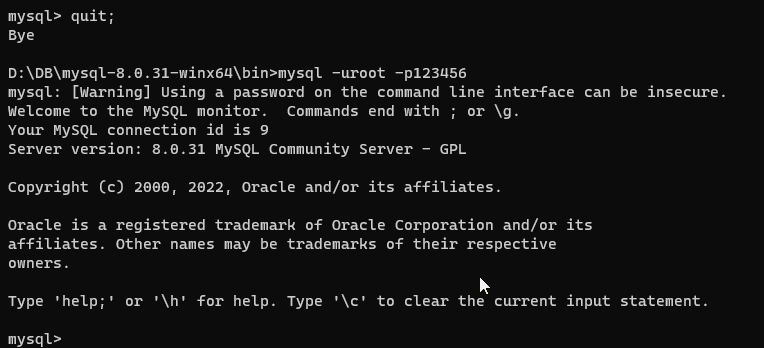 mysql> quit;
Bye
D:\DB\mysql-8.0.31-winx64\bin>mysql -uroot -p123456
mysql: [Warning] Using a password on the command line interface can be insecure.
Welcome to the MySQL monitor.  Commands end with ; or \g.
Your MySQL connection id is 9
Server version: 8.0.31 MySQL Community Server - GPL
Copyright (c) 2000, 2022, Oracle and/or its affiliates.
Oracle is a registered trademark of Oracle Corporation and/or its
affiliates. Other names may be trademarks of their respective
owners.
Type 'help;' or '\h' for help. Type '\c' to clear the current input statement.
mysql>